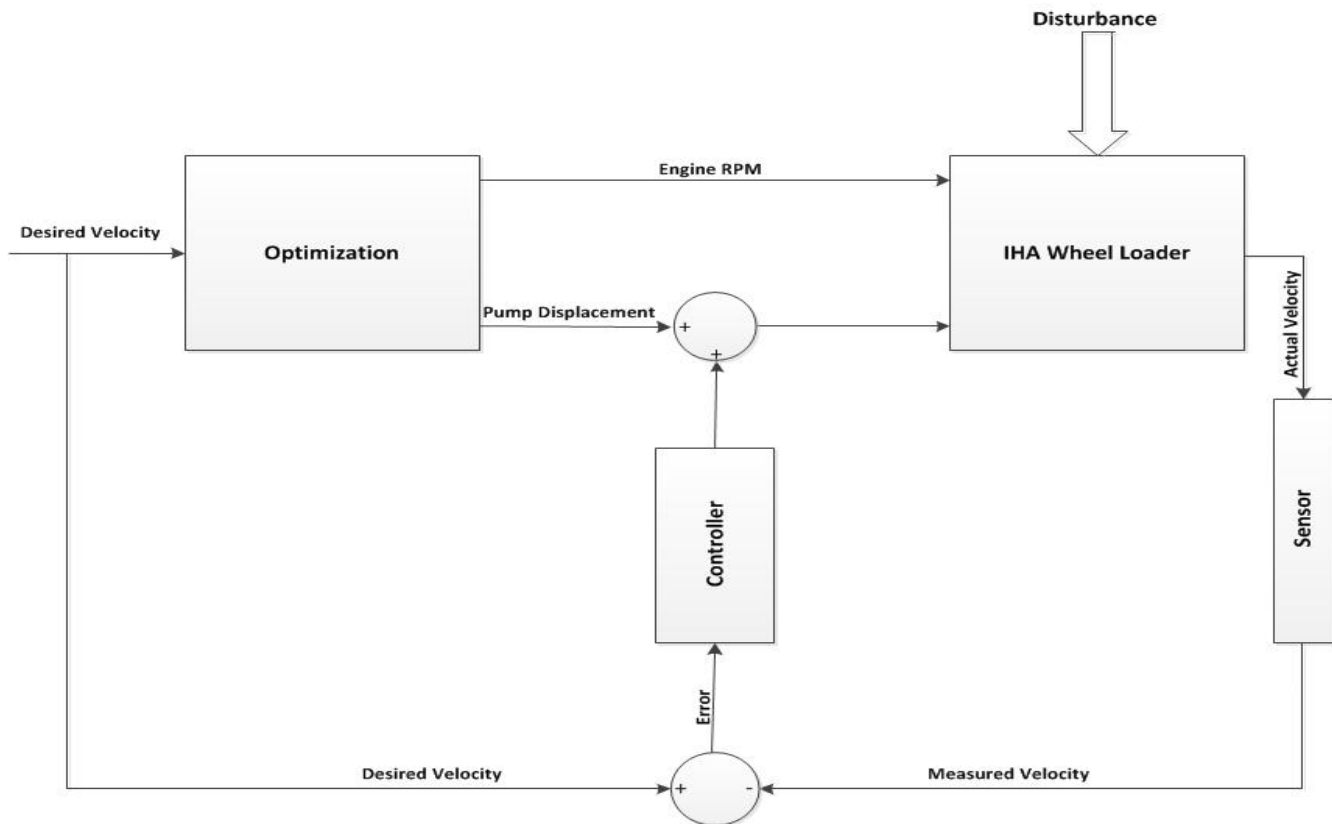 Disturbance
Engine RPM
Desired Velocity
Optimization
IHA Wheel Loader
Pump Displacement
+
+
Actual Velocity
Controller
Sensor
Error
Desired Velocity
Measured Velocity
+
-